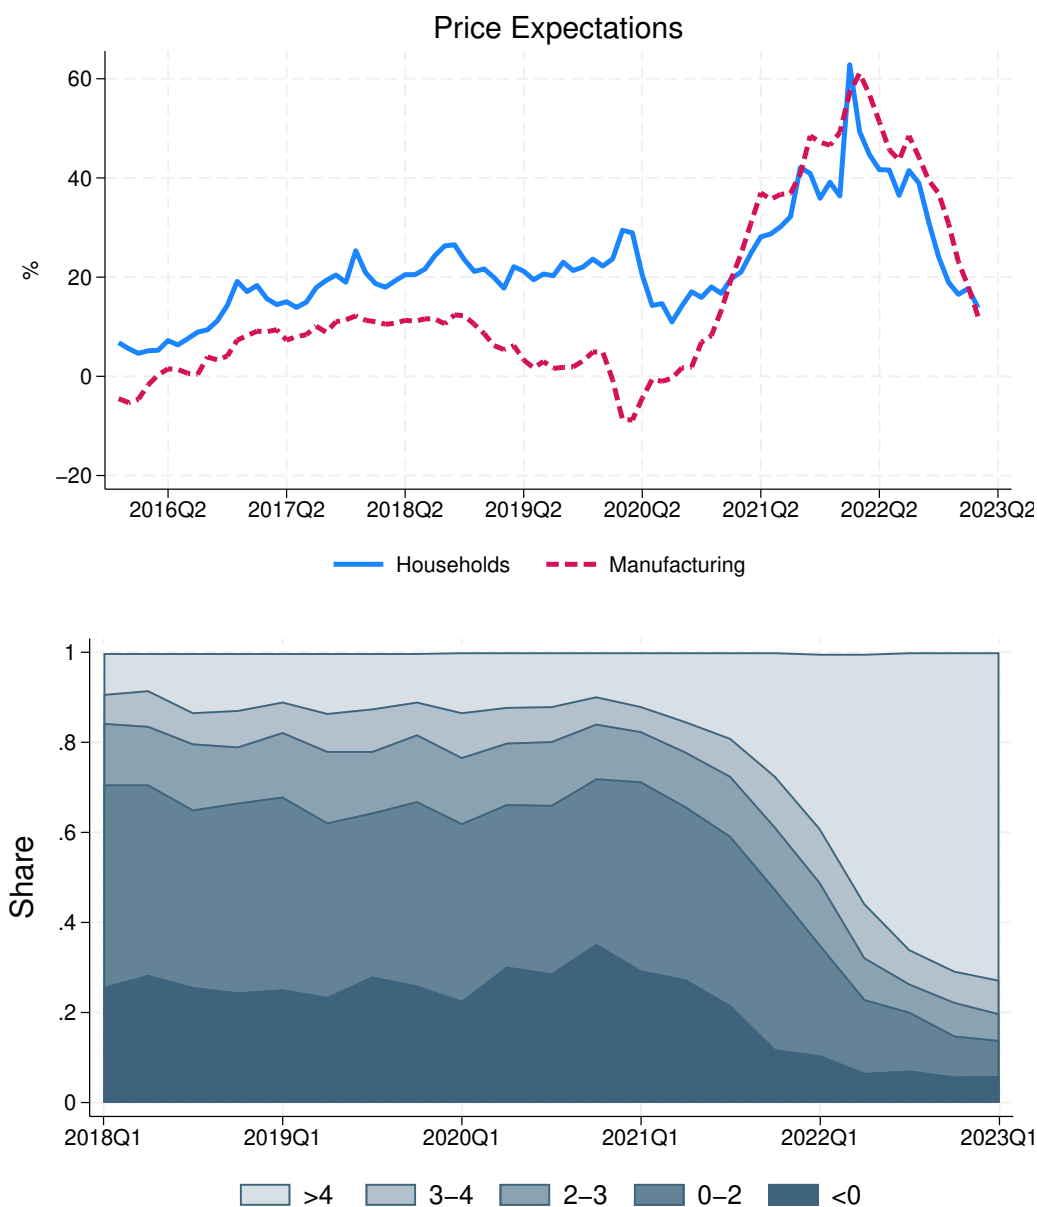 Price Expectations
60
40
20
0
−20
%
2016Q2 2017Q2 2018Q2 2019Q2 2020Q2 2021Q2 2022Q2 2023Q2
Households Manufacturing
1
.8
.6
.4
.2
0
Share
2018Q1 2019Q1 2020Q1 2021Q1 2022Q1 2023Q1
>4 3−4 2−3 0−2 <0